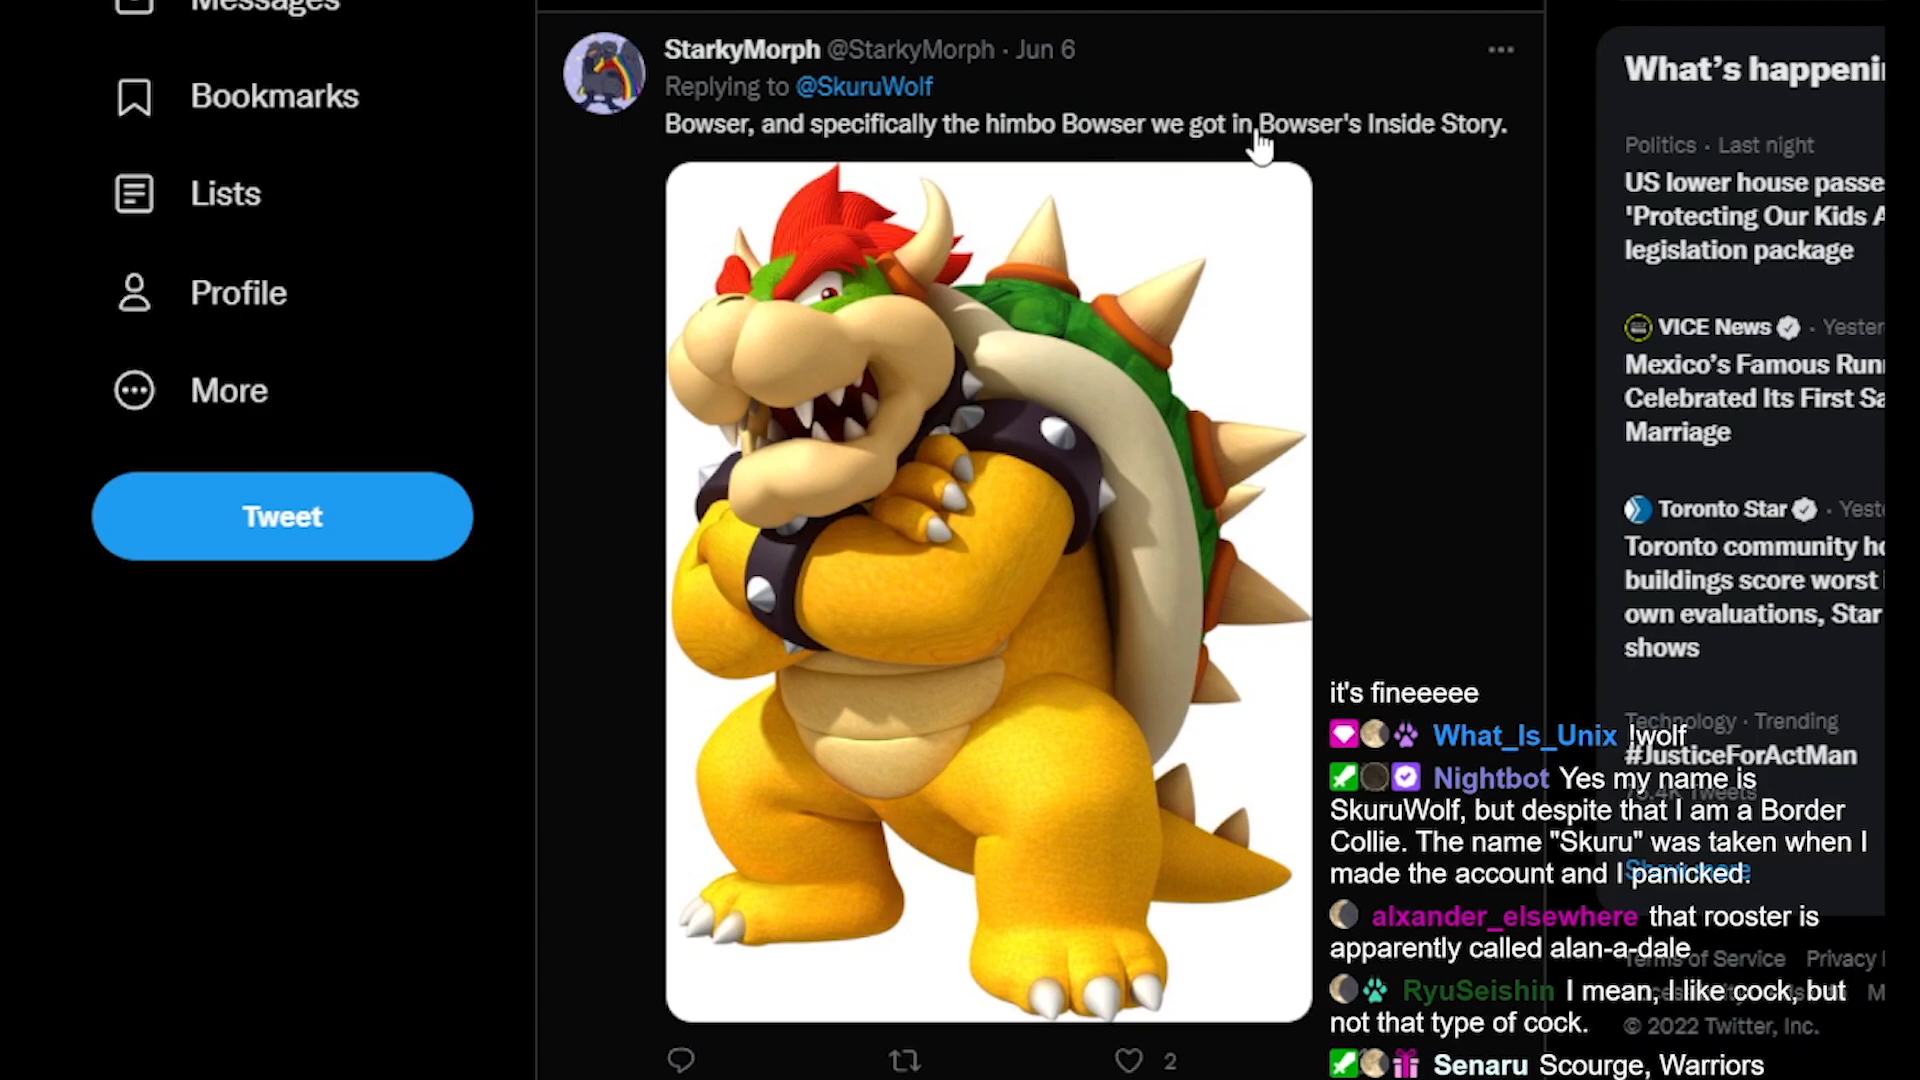 Messages
Bookmarks
Lists
Profile
More
Tweet
StarkyMorph @StarkyMorph · Jun 6
Replying to @SkuruWolf
Bowser, and specifically the himbo Bowser we got in Bowser's Inside Story.
2
What's happeni
Politics · Last night
US lower house passe
'Protecting Our Kids A
legislation package
VICE News · Yester
Mexico's Famous Run
Celebrated Its First Sa
Marriage
Toronto Star · Yest
Toronto community ho
buildings score worst
own evaluations, Star
shows
Technology · Trending
#JusticeForActMan
Tweets
Show more
Terms of Service Privacy
© 2022 Twitter, Inc.
it's fineeeee
What_Is_Unix !wolf
Nightbot Yes my name is
SkuruWolf, but despite that I am a Border
Collie. The name "Skuru" was taken when I
made the account and I panicked.
alxander_elsewhere that rooster is
apparently called alan-a-dale
RyuSeishin I mean, I like cock, but
not that type of cock.
Senaru Scourge, Warriors